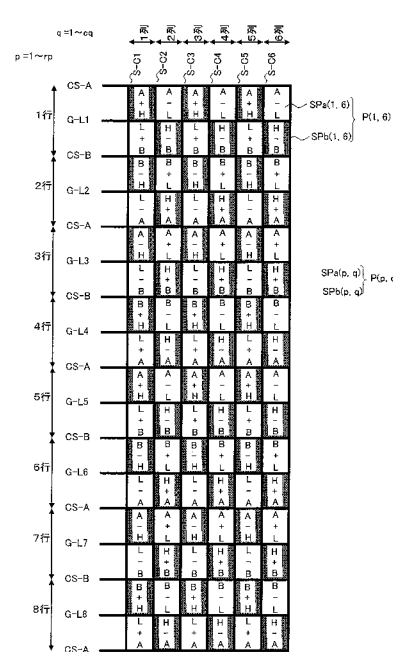 q =1〜cq
1列 2列 3列 4列 5列 6列
p =1〜rp
S-C1 S-C2 S-C3 S-C4 S-C5 S-C6
CS-A
A A A A A A
+ - + - + -
H L H L H L
SPa(1, 6)
P(1, 6)
1行
G-L1
L H L H L H
+ - + - + -
B B B B B B
SPb(1, 6)
CS-B
B B B B B B
- + - + - +
H L H L H L
2行
G-L2
L H L H L H
- + - + - +
A A A A A A
CS-A
A A A A A A
- + - + - +
H L H L H L
3行
G-L3
L H L H L H
- + - + - +
B B B B B B
SPa(p, q)
SPb(p, q)
P(p, q
CS-B
B B B B B B
+ - + - + -
H L H L H L
4行
G-L4
L H L H L H
+ - + - + -
A A A A A A
CS-A
A A A A A A
+ - + - + -
H L H L H L
5行
G-L5
L H L H L H
+ - + - + -
B B B B B B
CS-B
B B B B B B
- + - + - +
H L H L H L
6行
G-L6
L H L H L H
- + - + - +
A A A A A A
CS-A
A A A A A A
- + - + - +
H L H L H L
7行
G-L7
L H L H L H
- + - + - +
B B B B B B
CS-B
B B B B B B
+ - + - + -
H L H L H L
8行
G-L8
L H L H L H
+ - + - + -
A A A A A A
CS-A